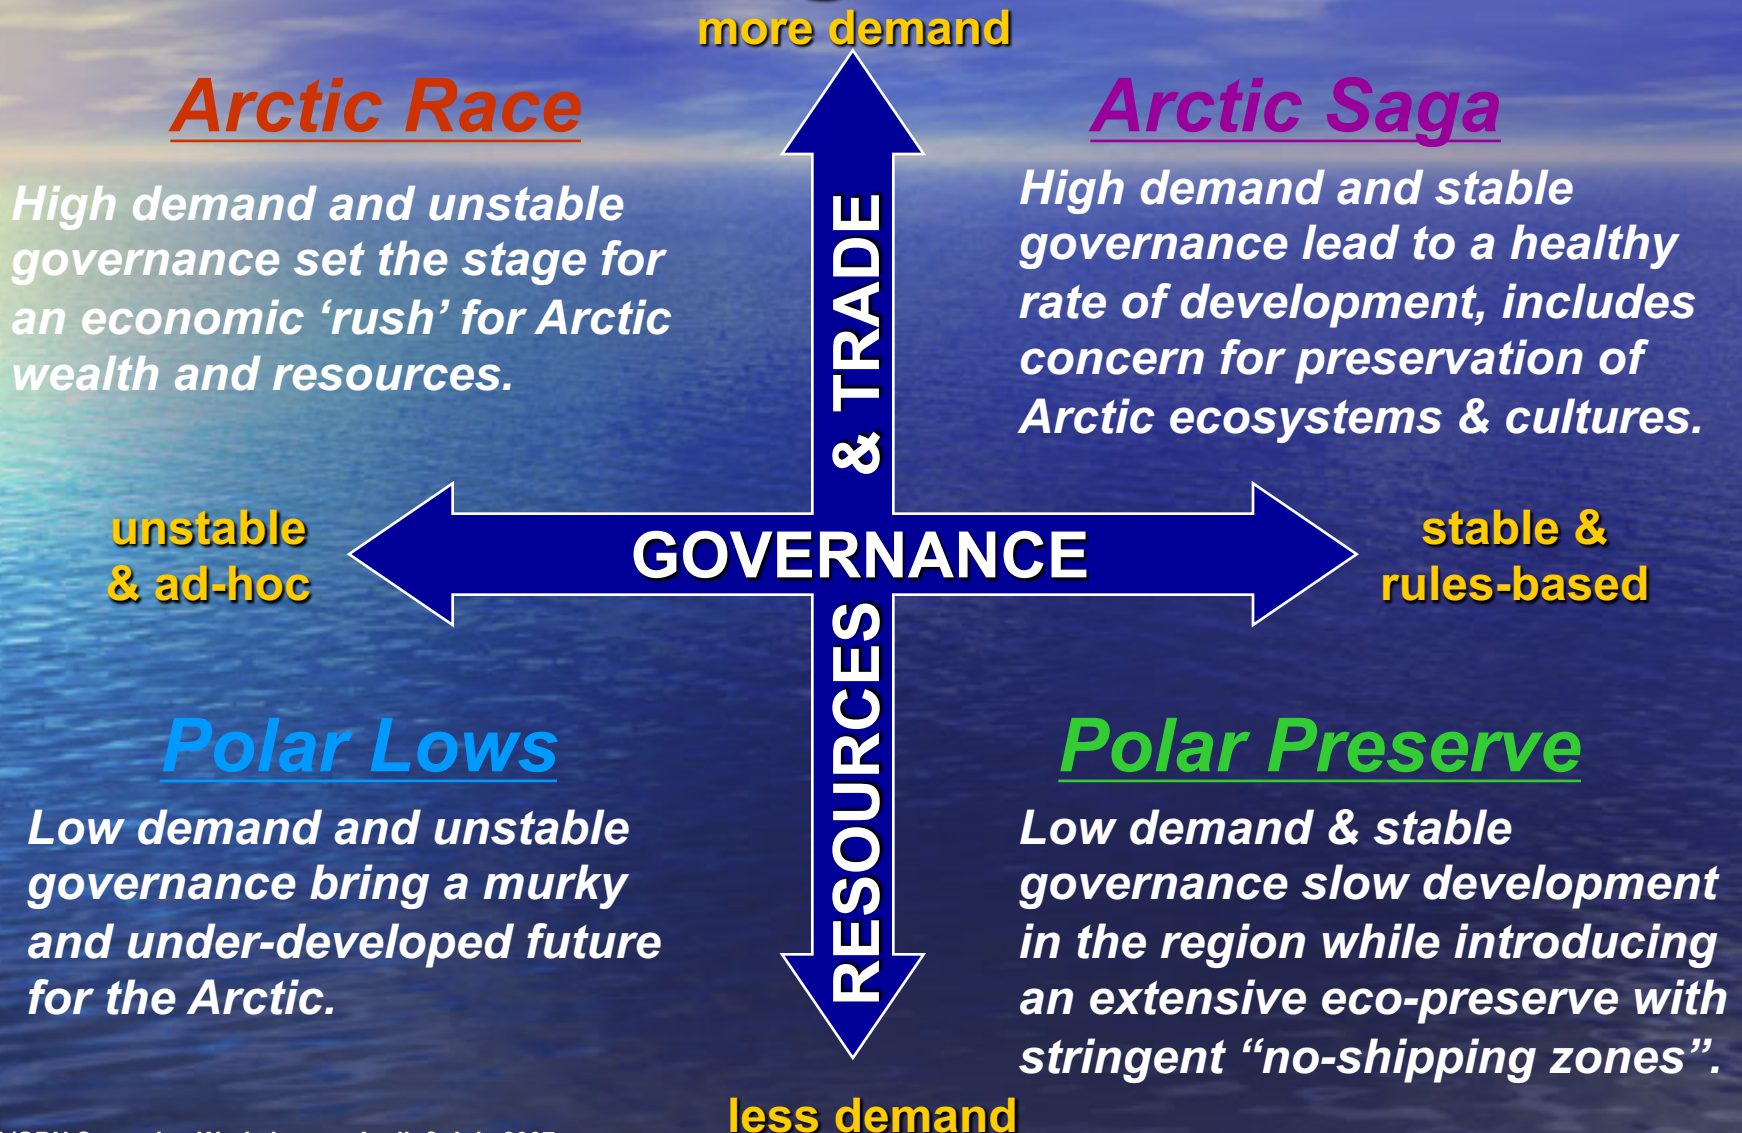 more demand
Arctic Race
High demand and unstable
governance set the stage for
an economic ‘rush’ for Arctic
wealth and resources.
Arctic Saga
High demand and stable
governance lead to a healthy
rate of development, includes
concern for preservation of
Arctic ecosystems & cultures.
RESOURCES & TRADE
unstable
& ad-hoc
GOVERNANCE
stable &
rules-based
Polar Lows
Low demand and unstable
governance bring a murky
and under-developed future
for the Arctic.
Polar Preserve
Low demand & stable
governance slow development
in the region while introducing
an extensive eco-preserve with
stringent “no-shipping zones”.
less demand